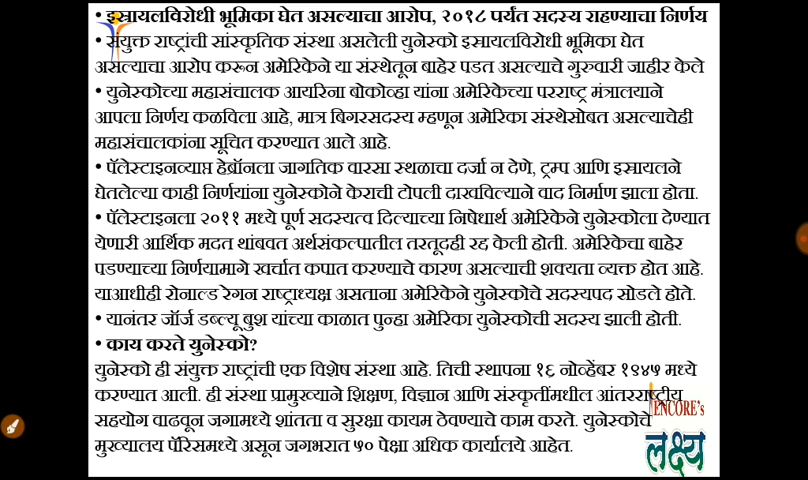 • इस्रायलविरोधी भूमिका घेत असल्याचा आरोप, २०१८ पर्यंत सदस्य राहण्याचा निर्णय
• संयुक्त राष्ट्रांची सांस्कृतिक संस्था असलेली युनेस्को इस्रायलविरोधी भूमिका घेत
असल्याचा आरोप करून अमेरिकेने या संस्थेतून बाहेर पडत असल्याचे गुरुवारी जाहीर केले
• युनेस्कोच्या महासंचालक आयरिना बोकोव्हा यांना अमेरिकेच्या परराष्ट्र मंत्रालयाने
आपला निर्णय कळविला आहे, मात्र बिगरसदस्य म्हणून अमेरिका संस्थेसोबत असल्याचेही
महासंचालकांना सूचित करण्यात आले आहे.
• पॅलेस्टाइनव्याप्त हेब्रॉनला जागतिक वारसा स्थळाचा दर्जा न देणे, ट्रम्प आणि इस्रायलने
घेतलेल्या काही निर्णयांना युनेस्कोने केराची टोपली दाखविल्याने वाद निर्माण झाला होता.
• पॅलेस्टाइनला २०११ मध्ये पूर्ण सदस्यत्व दिल्याच्या निषेधार्थ अमेरिकेने युनेस्कोला देण्यात
येणारी आर्थिक मदत थांबवत अर्थसंकल्पातील तरतूदही रद्द केली होती. अमेरिकेचा बाहेर
पडण्याच्या निर्णयामागे खर्चात कपात करण्याचे कारण असल्याची शक्यता व्यक्त होत आहे.
याआधीही रोनाल्ड रेगन राष्ट्राध्यक्ष असताना अमेरिकेने युनेस्कोचे सदस्यपद सोडले होते.
• यानंतर जॉर्ज डब्ल्यू बुश यांच्या काळात पुन्हा अमेरिका युनेस्कोची सदस्य झाली होती.
• काय करते युनेस्को?
युनेस्को ही संयुक्त राष्ट्रांची एक विशेष संस्था आहे. तिची स्थापना १६ नोव्हेंबर १९४५ मध्ये
करण्यात आली. ही संस्था प्रामुख्याने शिक्षण, विज्ञान आणि संस्कृतींमधील आंतरराष्ट्रीय
सहयोग वाढवून जगामध्ये शांतता व सुरक्षा कायम ठेवण्याचे काम करते. युनेस्कोचे
मुख्यालय पॅरिसमध्ये असून जगभरात ५० पेक्षा अधिक कार्यालये आहेत.
ENCORE's
लक्ष्य